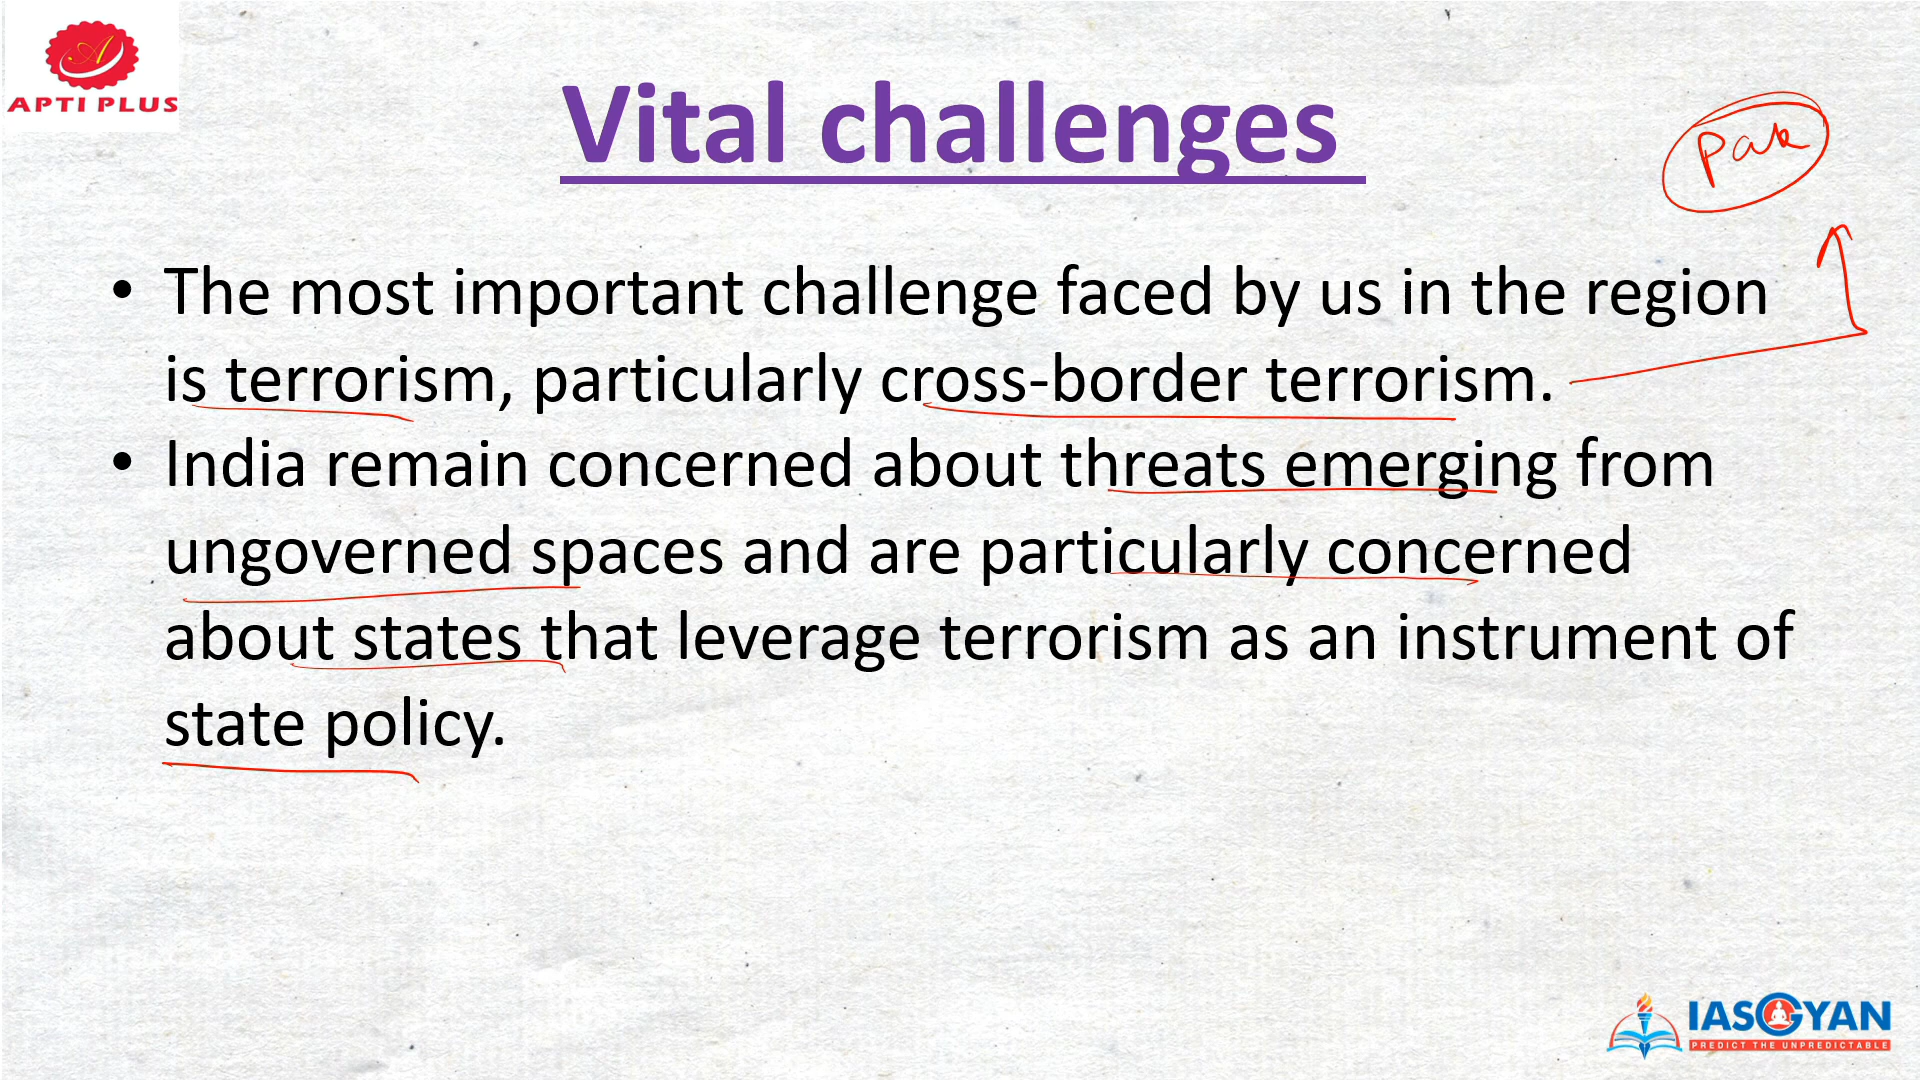 A
APTI PLUS
Vital challenges
Pak
• The most important challenge faced by us in the region
is terrorism, particularly cross-border terrorism.
• India remain concerned about threats emerging from
ungoverned spaces and are particularly concerned
about states that leverage terrorism as an instrument of
state policy.
IASGYAN
PREDICT THE UNPREDICTABLE